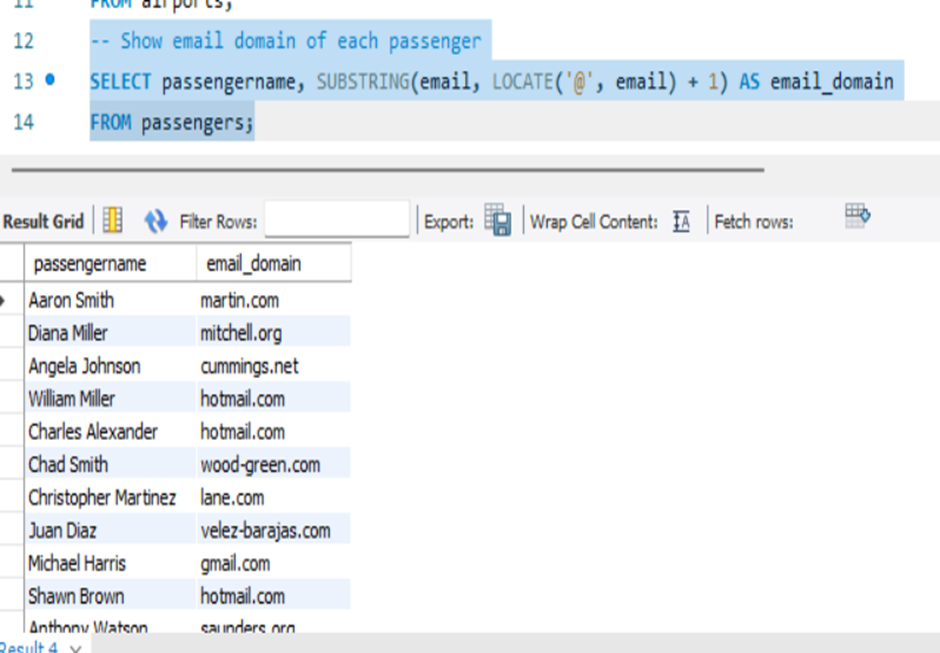 11 FROM airports;
12 -- Show email domain of each passenger
13 SELECT passengername, SUBSTRING(email, LOCATE('@', email) + 1) AS email_domain
14 FROM passengers;
Result Grid Filter Rows: Export: Wrap Cell Content: Fetch rows:
passengername email_domain
Aaron Smith martin.com
Diana Miller mitchell.org
Angela Johnson cummings.net
William Miller hotmail.com
Charles Alexander hotmail.com
Chad Smith wood-green.com
Christopher Martinez lane.com
Juan Diaz velez-barajas.com
Michael Harris gmail.com
Shawn Brown hotmail.com
Anthony Watson saunders.org
Result 4